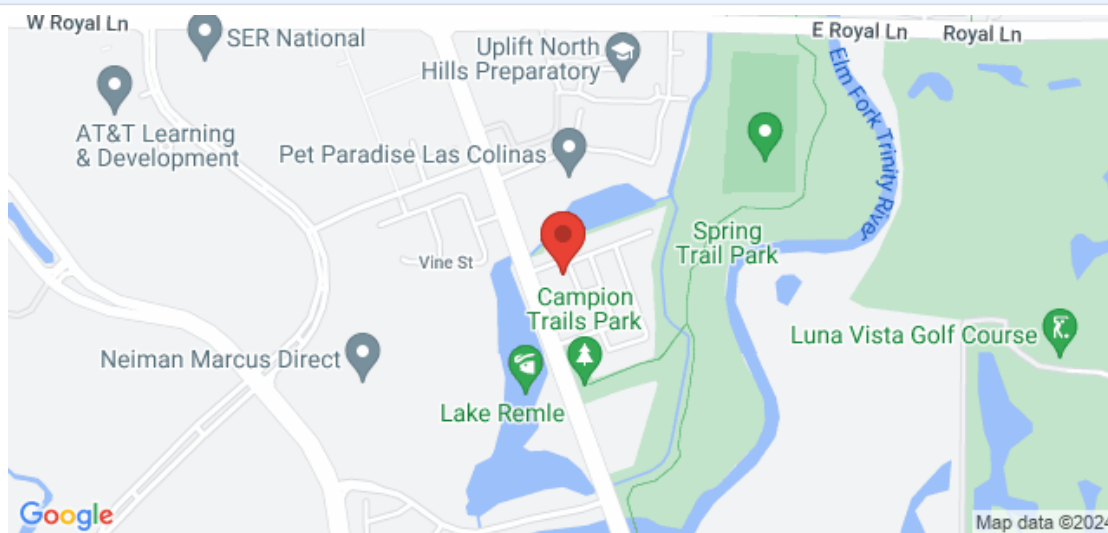 W Royal Ln
E Royal Ln
Royal Ln
SER National
Uplift North
Hills Preparatory
Elm Fork Trinity River
AT&T Learning
& Development
Pet Paradise Las Colinas
Spring
Trail Park
Vine St
Campion
Trails Park
Luna Vista Golf Course
Neiman Marcus Direct
Lake Remle
Google
Map data ©2024